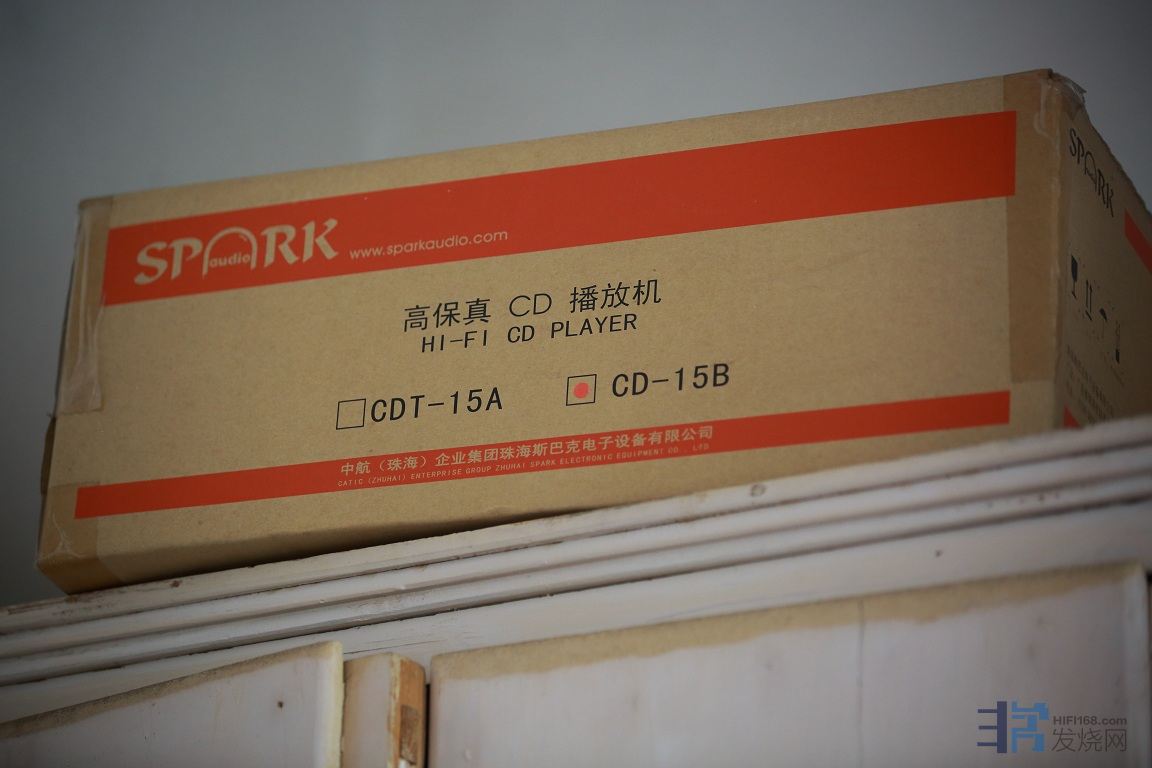 SPARK audio www.sparkaudio.com
高保真 CD 播放机
HI-FI CD PLAYER
CDT-15A CD-15B
中航（珠海）企业集团珠海斯巴克电子设备有限公司
CATIC (ZHUHAI) ENTERPRISE GROUP ZHUHAI SPARK ELECTRONIC EQUIPMENT CO., LTD
SPARK
HIFI168.com
发烧网